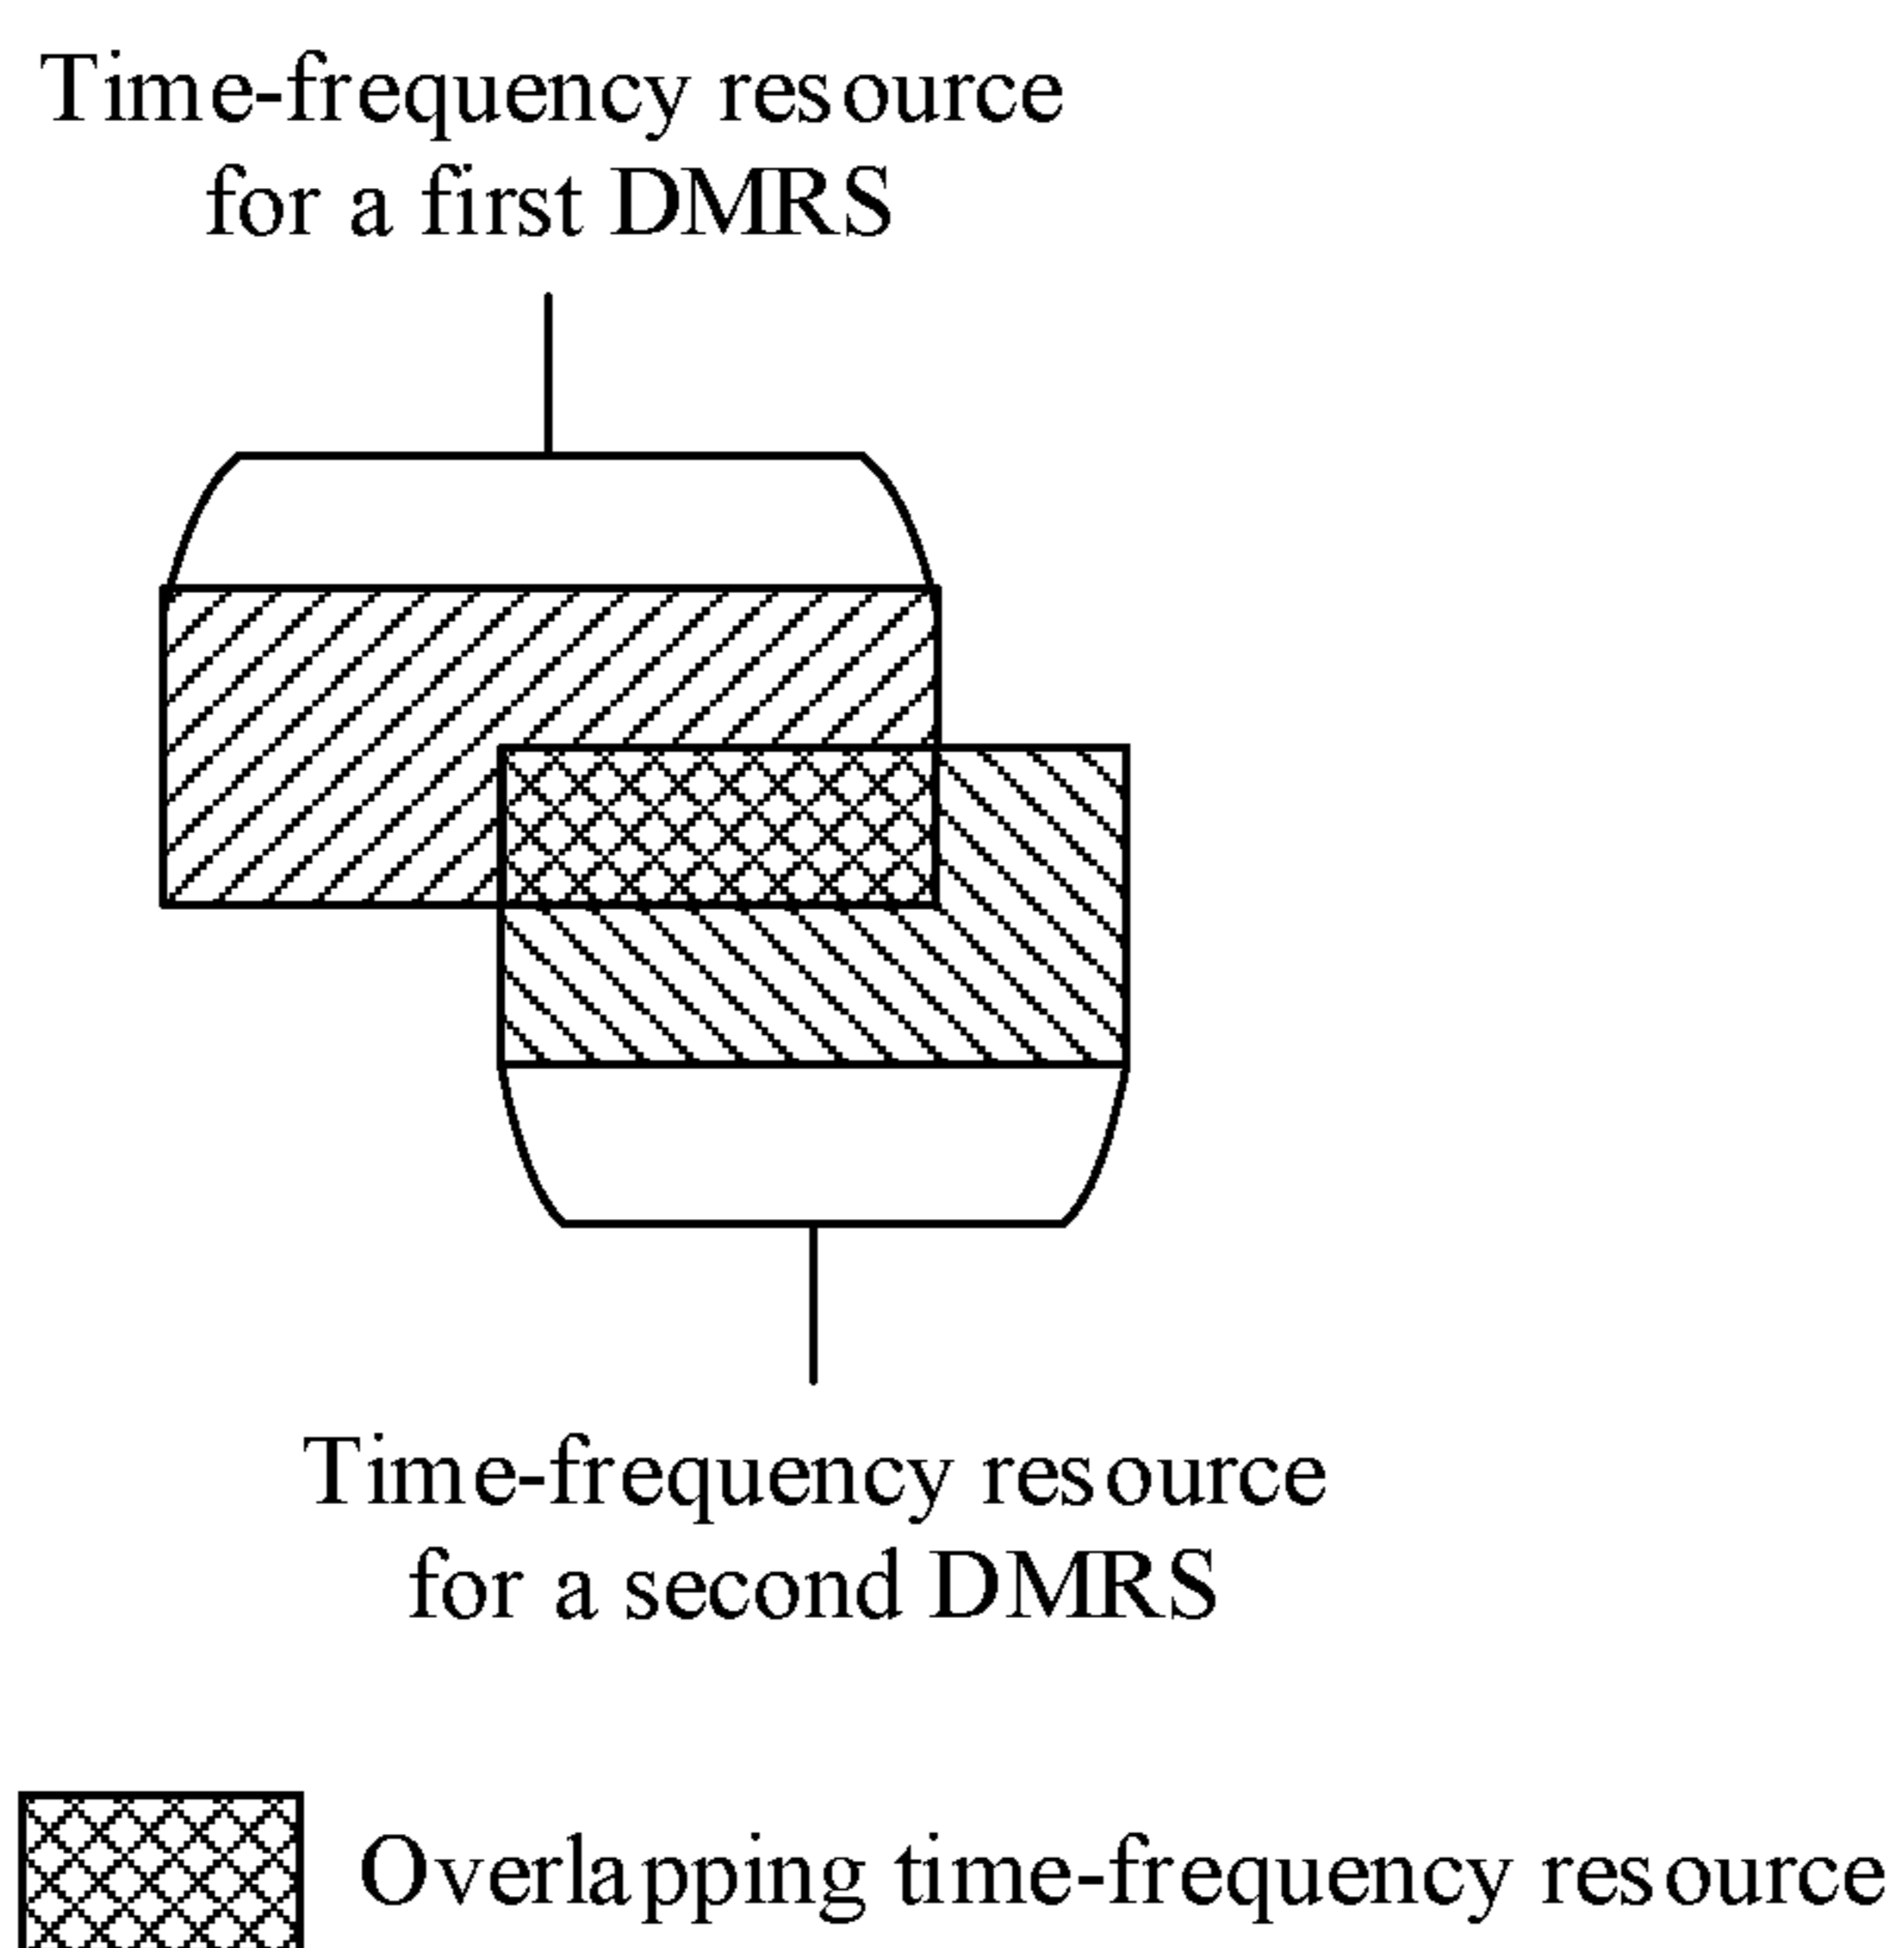 Time-frequency resource
for a first DMRS
Time-frequency resource
for a second DMRS
Overlapping time-frequency resource